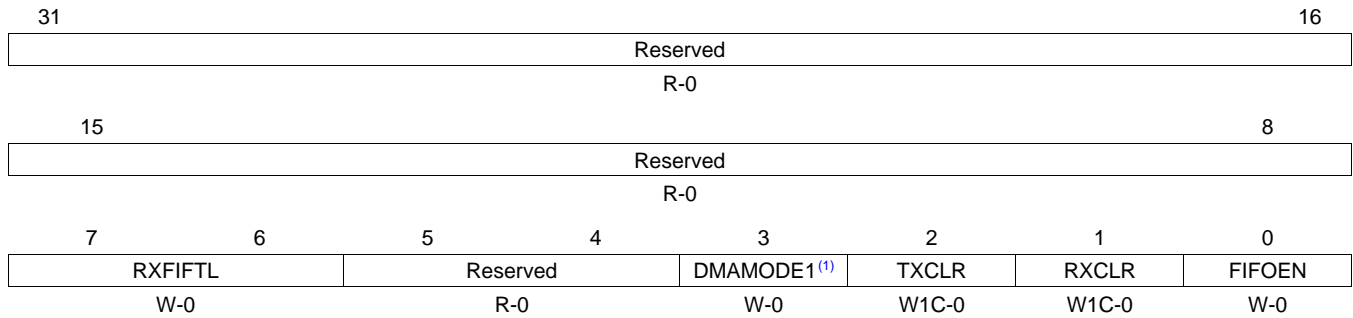 31 16
Reserved
R-0
15 8
Reserved
R-0
7 6 5 4 3 2 1 0
RXFIFTL Reserved DMAMODE1(1) TXCLR RXCLR FIFOEN
W-0 R-0 W-0 W1C-0 W1C-0 W-0